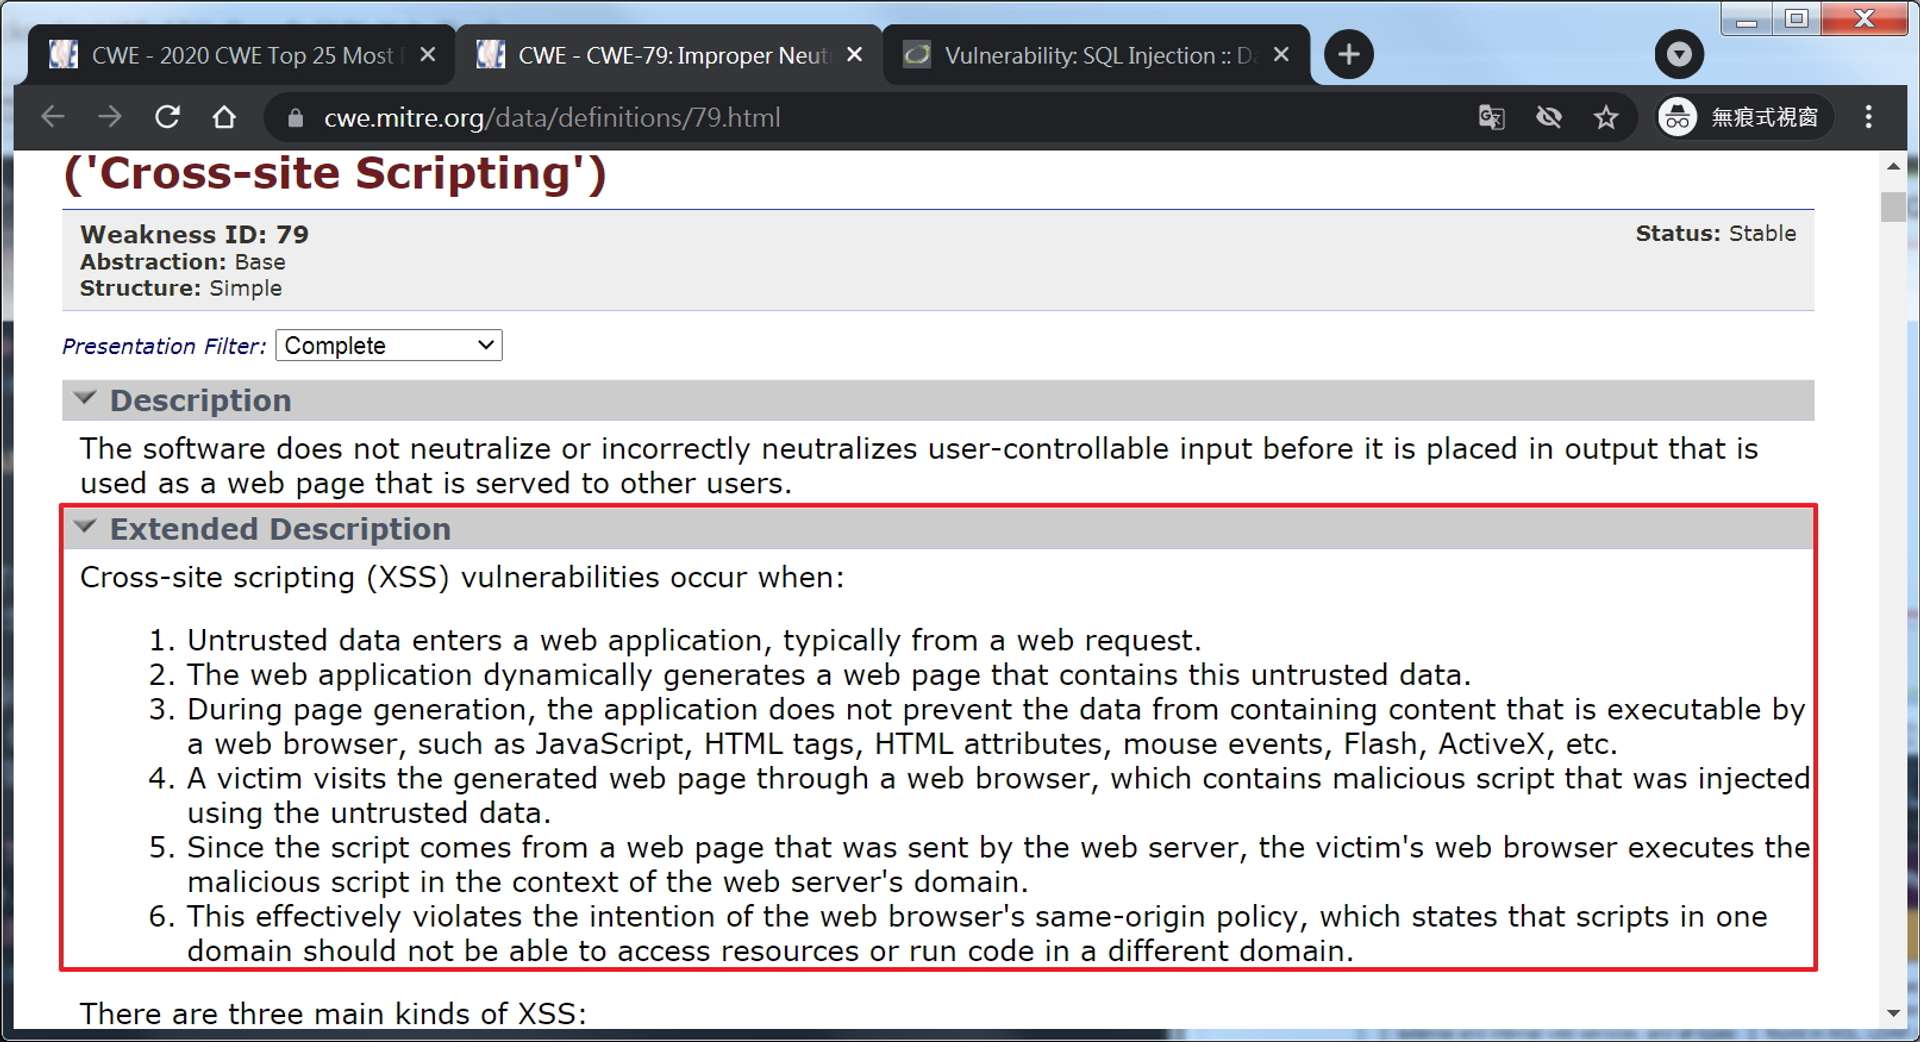 CWE - 2020 CWE Top 25 Most
CWE - CWE-79: Improper Neut
Vulnerability: SQL Injection :: Da
cwe.mitre.org/data/definitions/79.html
無痕式視窗
('Cross-site Scripting')
Weakness ID: 79
Status: Stable
Abstraction: Base
Structure: Simple
Presentation Filter: Complete
Description
The software does not neutralize or incorrectly neutralizes user-controllable input before it is placed in output that is
used as a web page that is served to other users.
Extended Description
Cross-site scripting (XSS) vulnerabilities occur when:
1. Untrusted data enters a web application, typically from a web request.
2. The web application dynamically generates a web page that contains this untrusted data.
3. During page generation, the application does not prevent the data from containing content that is executable by
a web browser, such as JavaScript, HTML tags, HTML attributes, mouse events, Flash, ActiveX, etc.
4. A victim visits the generated web page through a web browser, which contains malicious script that was injected
using the untrusted data.
5. Since the script comes from a web page that was sent by the web server, the victim's web browser executes the
malicious script in the context of the web server's domain.
6. This effectively violates the intention of the web browser's same-origin policy, which states that scripts in one
domain should not be able to access resources or run code in a different domain.
There are three main kinds of XSS: